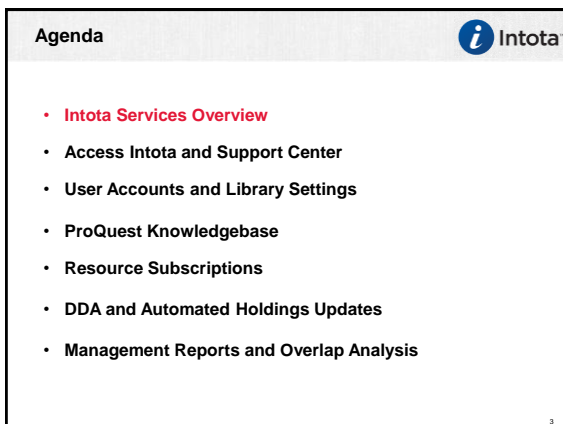 Agenda
i Intota
• Intota Services Overview
• Access Intota and Support Center
• User Accounts and Library Settings
• ProQuest Knowledgebase
• Resource Subscriptions
• DDA and Automated Holdings Updates
• Management Reports and Overlap Analysis
3